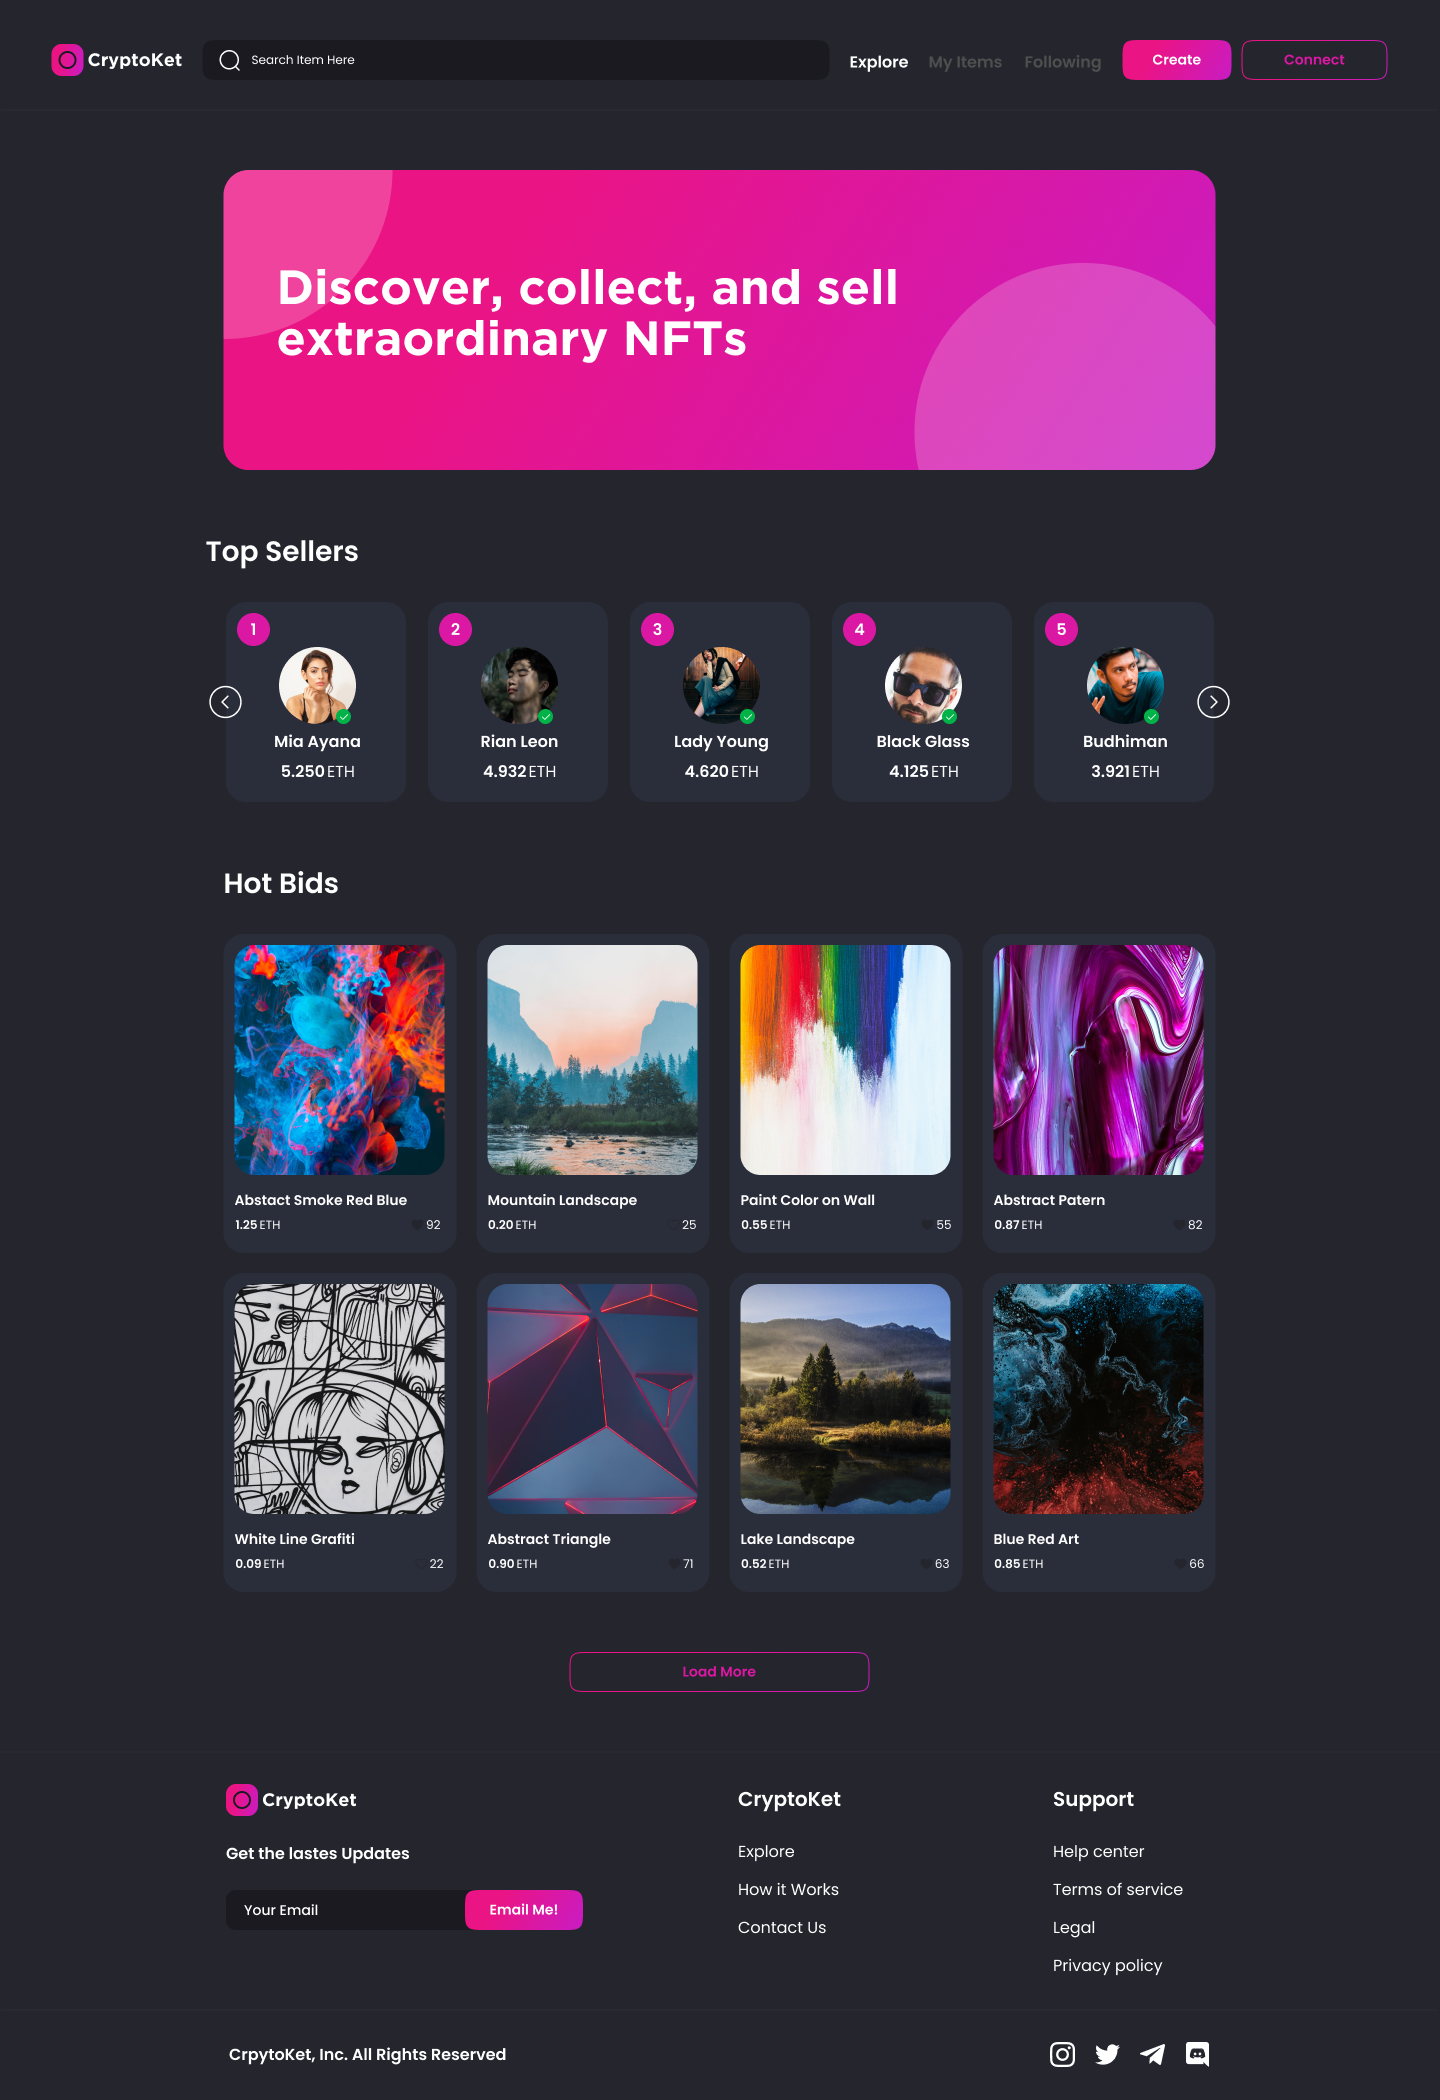 CryptoKet
Search Item Here
Explore
My Items
Following
Create
Connect
Discover, collect, and sell
extraordinary NFTs
Top Sellers
1
2
3
4
5
Mia Ayana
Rian Leon
Lady Young
Black Glass
Budhiman
5.250 ETH
4.932 ETH
4.620 ETH
4.125 ETH
3.921 ETH
Hot Bids
Abstact Smoke Red Blue
Mountain Landscape
Paint Color on Wall
Abstract Patern
1.25 ETH
92
0.20 ETH
25
0.55 ETH
55
0.87 ETH
82
White Line Grafiti
Abstract Triangle
Lake Landscape
Blue Red Art
0.09 ETH
22
0.90 ETH
71
0.52 ETH
63
0.85 ETH
66
Load More
CryptoKet
Get the lastes Updates
Your Email
Email Me!
CryptoKet
Explore
How it Works
Contact Us
Support
Help center
Terms of service
Legal
Privacy policy
CrpytoKet, Inc. All Rights Reserved